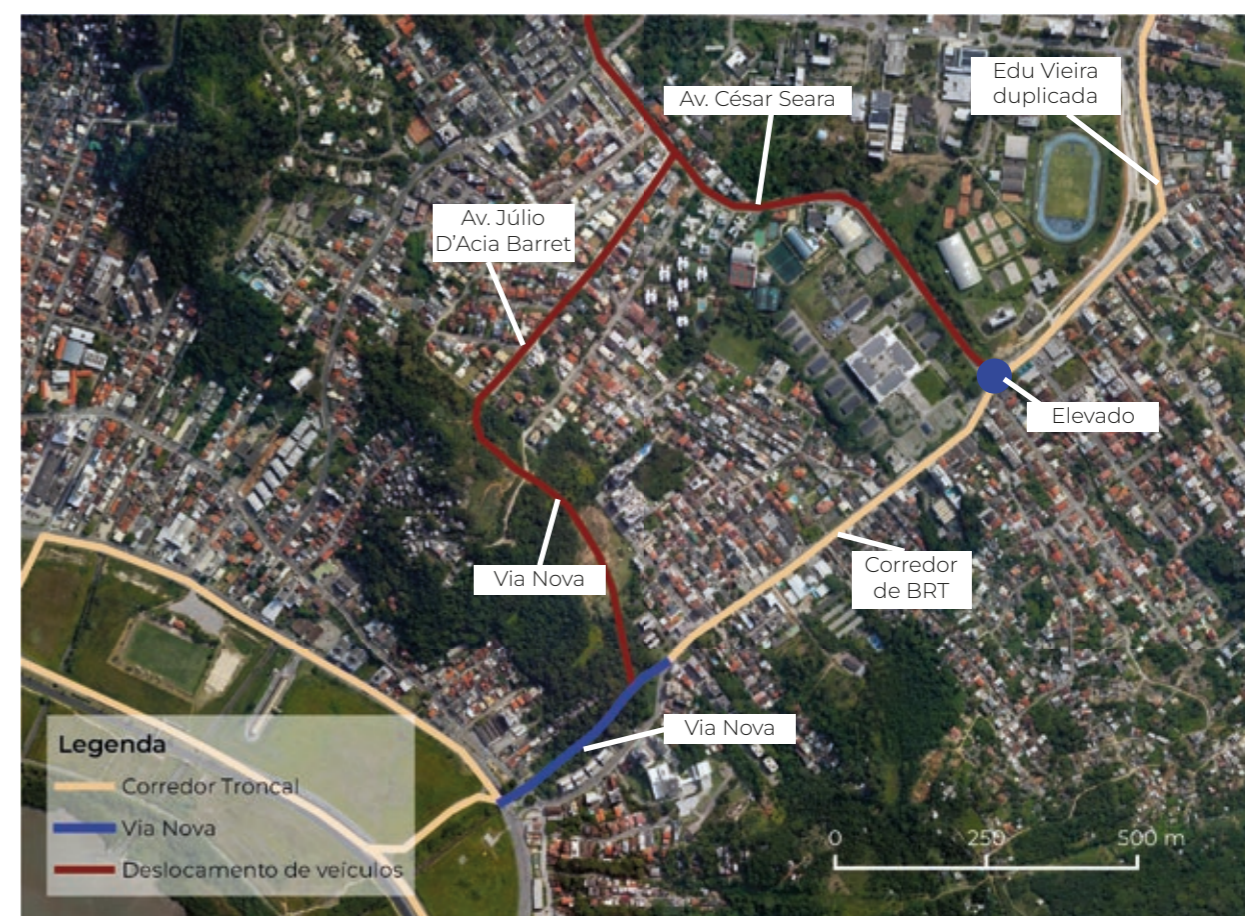 Edu Vieira
duplicada
Av. César Seara
Av. Júlio
D'Acia Barret
Elevado
Corredor
de BRT
Via Nova
Via Nova
Legenda
Corredor Troncal
Via Nova
Deslocamento de veículos
0 250 500 m